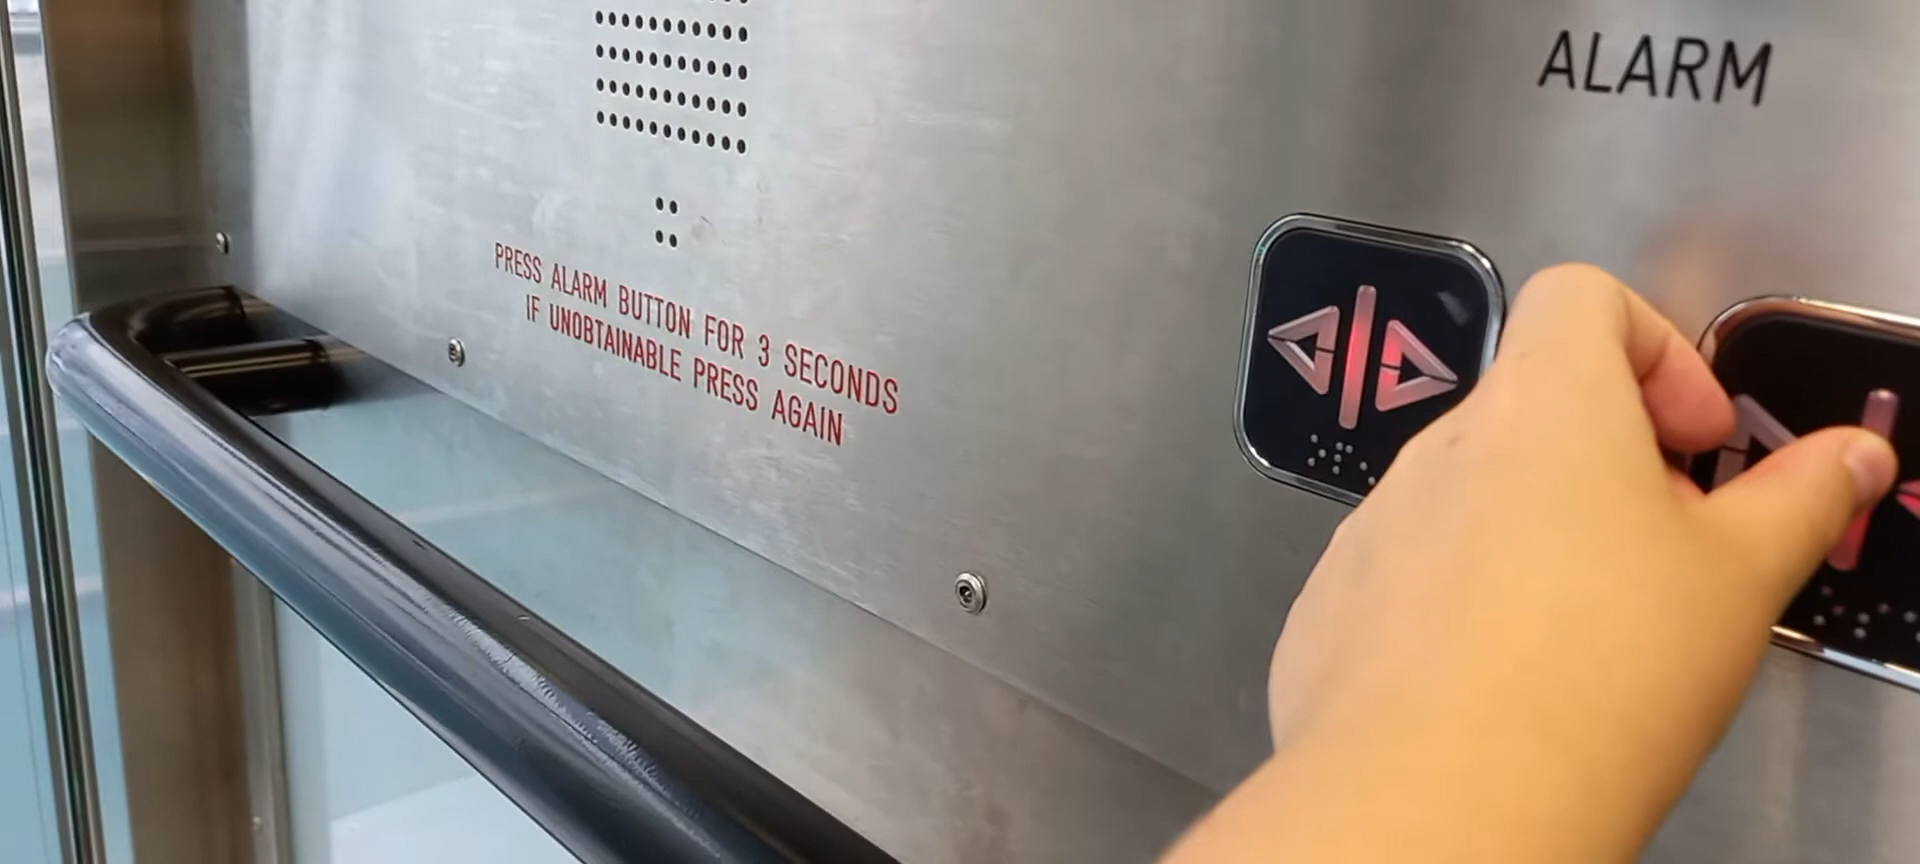 ALARM
PRESS ALARM BUTTON FOR 3 SECONDS
IF UNOBTAINABLE PRESS AGAIN